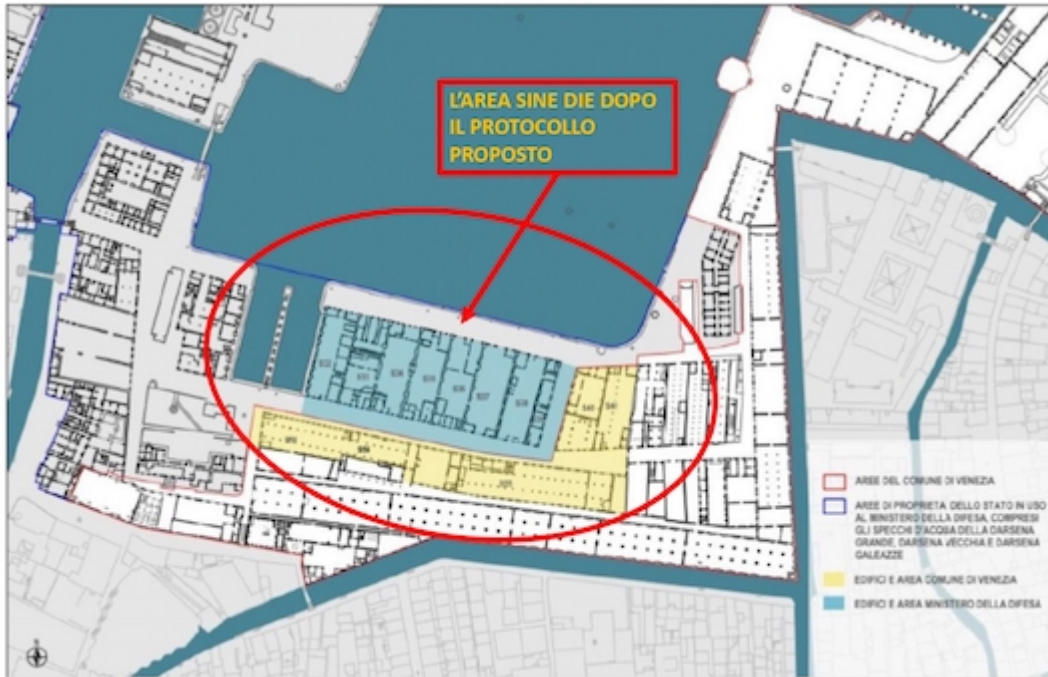 L'AREA SINE DIE DOPO
IL PROTOCOLLO
PROPOSTO
AREE DEL COMUNE DI VENEZIA
AREE DI PROPRIETA' DELLO STATO IN USO
AL MINISTERO DELLA DIFESA, COMPRESI
GLI SPECCHI D'ACQUA DELLA DARSENA
GRANDE, DARSENA VECCHIA E DARSENA
GALEAZZE
EDIFICI E AREA COMUNE DI VENEZIA
EDIFICI E AREA MINISTERO DELLA DIFESA